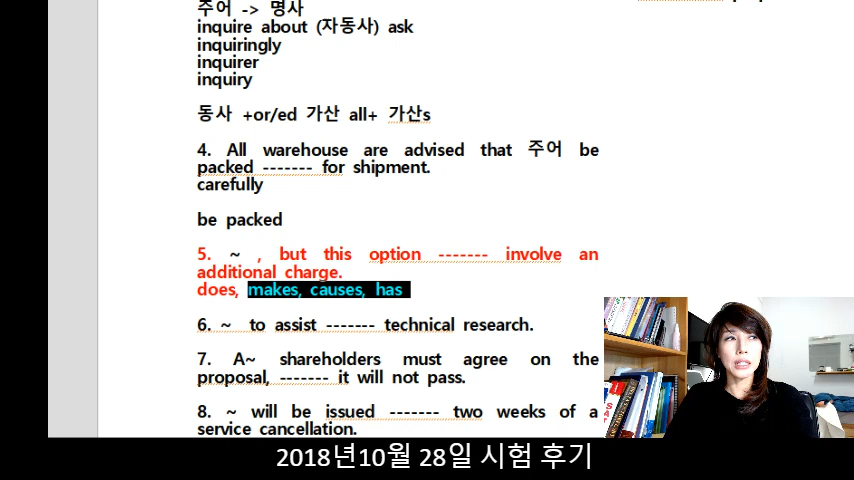 주어 -> 명사
inquire about (자동사) ask
inquiringly
inquirer
inquiry
동사 +or/ed 가산 all+ 가산s
4. All warehouse are advised that 주어 be
packed ------- for shipment.
carefully
be packed
5. ~ , but this option ------- involve an
additional charge.
does, makes, causes, has
6. ~ to assist ------- technical research.
7. A~ shareholders must agree on the
proposal, ------- it will not pass.
8. ~ will be issued ------- two weeks of a
service cancellation.
2018년10월 28일 시험 후기